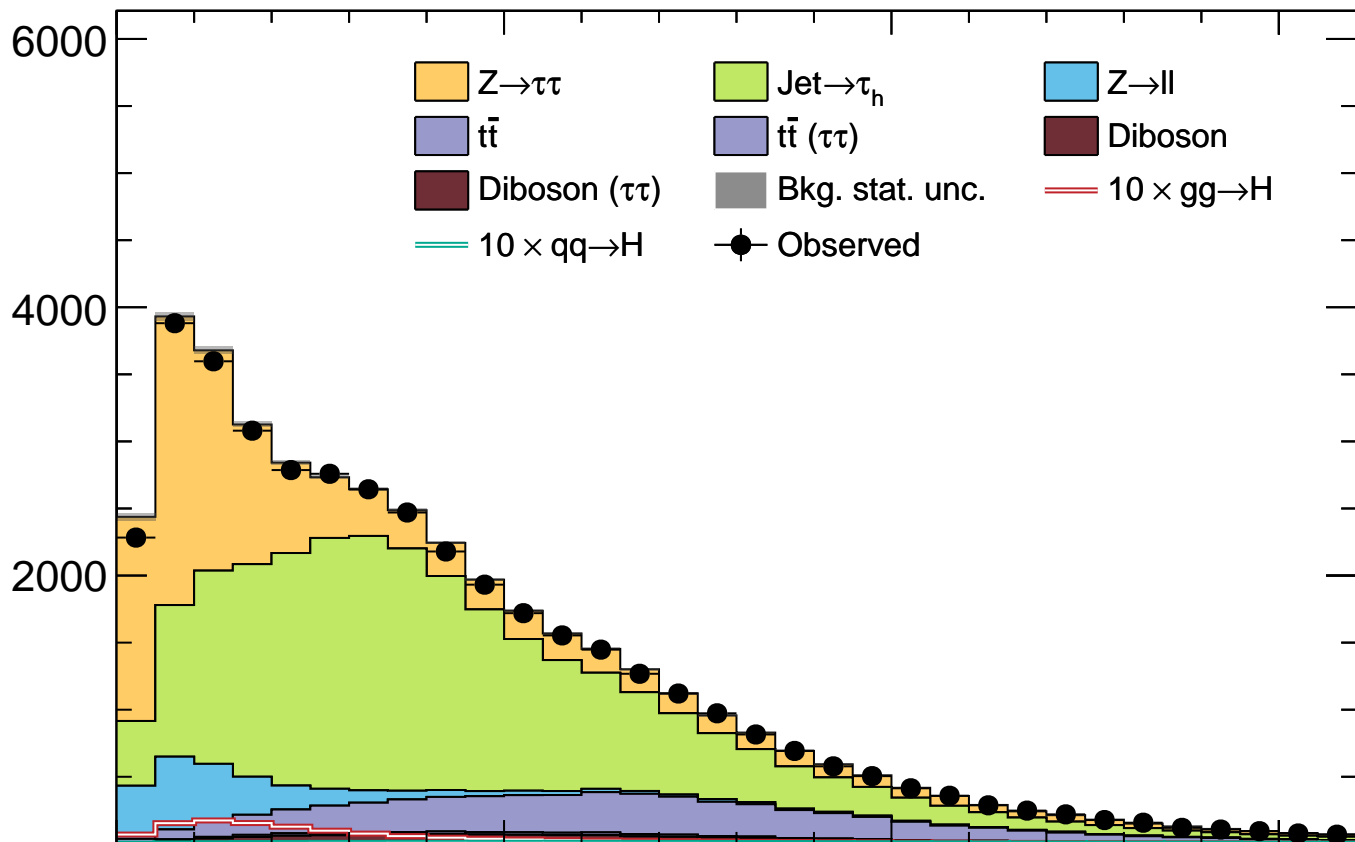 6000
Z→ττ Jet→τh Z→ll
tt̄ tt̄ (ττ) Diboson
Diboson (ττ) Bkg. stat. unc. 10 × gg→H
10 × qq→H Observed
4000
2000